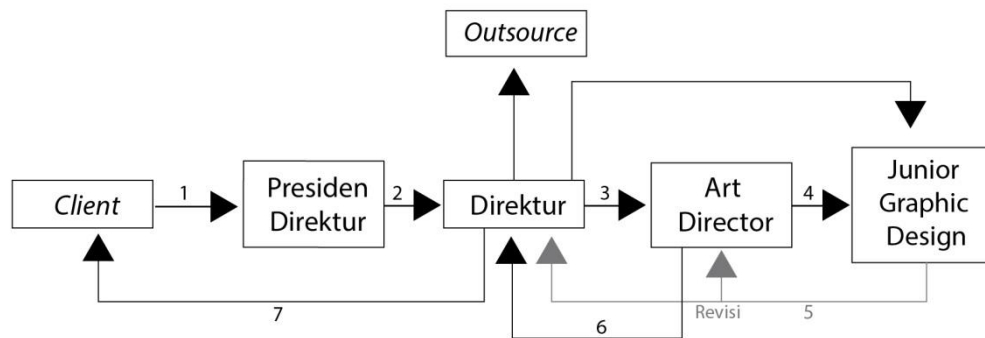 Outsource
Client
1
Presiden
Direktur
2
Direktur
3
Art
Director
4
Junior
Graphic
Design
7
6
Revisi
5